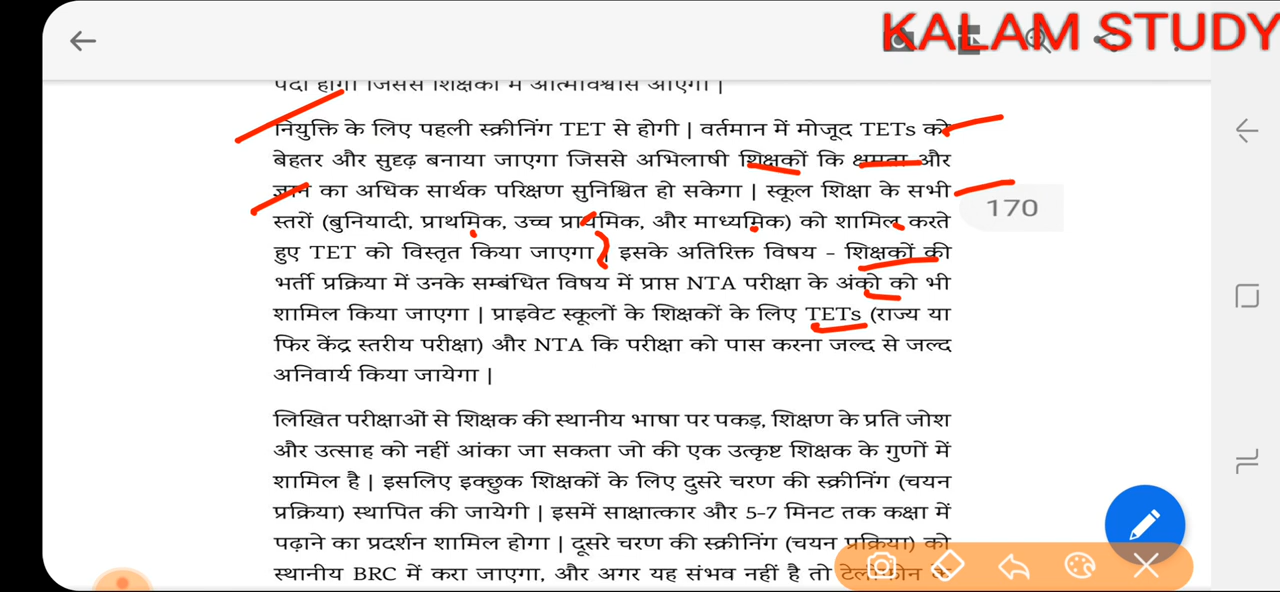 KALAM STUDY
पैदा होगी जिससे शिक्षकों में आत्मविश्वास आएगा |
नियुक्ति के लिए पहली स्क्रीनिंग TET से होगी | वर्तमान में मोजूद TETs को
बेहतर और सुदृढ़ बनाया जाएगा जिससे अभिलाषी शिक्षकों कि क्षमता और
ज्ञान का अधिक सार्थक परिक्षण सुनिश्चित हो सकेगा | स्कूल शिक्षा के सभी
170
स्तरों (बुनियादी, प्राथमिक, उच्च प्राथमिक, और माध्यमिक) को शामिल करते
हुए TET को विस्तृत किया जाएगा | इसके अतिरिक्त विषय - शिक्षकों की
भर्ती प्रक्रिया में उनके सम्बंधित विषय में प्राप्त NTA परीक्षा के अंको को भी
शामिल किया जाएगा | प्राइवेट स्कूलों के शिक्षकों के लिए TETs (राज्य या
फिर केंद्र स्तरीय परीक्षा) और NTA कि परीक्षा को पास करना जल्द से जल्द
अनिवार्य किया जायेगा |
लिखित परीक्षाओं से शिक्षक की स्थानीय भाषा पर पकड़, शिक्षण के प्रति जोश
और उत्साह को नहीं आंका जा सकता जो की एक उत्कृष्ट शिक्षक के गुणों में
शामिल है | इसलिए इक्छुक शिक्षकों के लिए दुसरे चरण की स्क्रीनिंग (चयन
प्रक्रिया) स्थापित की जायेगी | इसमें साक्षात्कार और 5-7 मिनट तक कक्षा में
पढ़ाने का प्रदर्शन शामिल होगा | दूसरे चरण की स्क्रीनिंग (चयन प्रक्रिया) को
स्थानीय BRC में करा जाएगा, और अगर यह संभव नहीं है तो टेलीफोन के